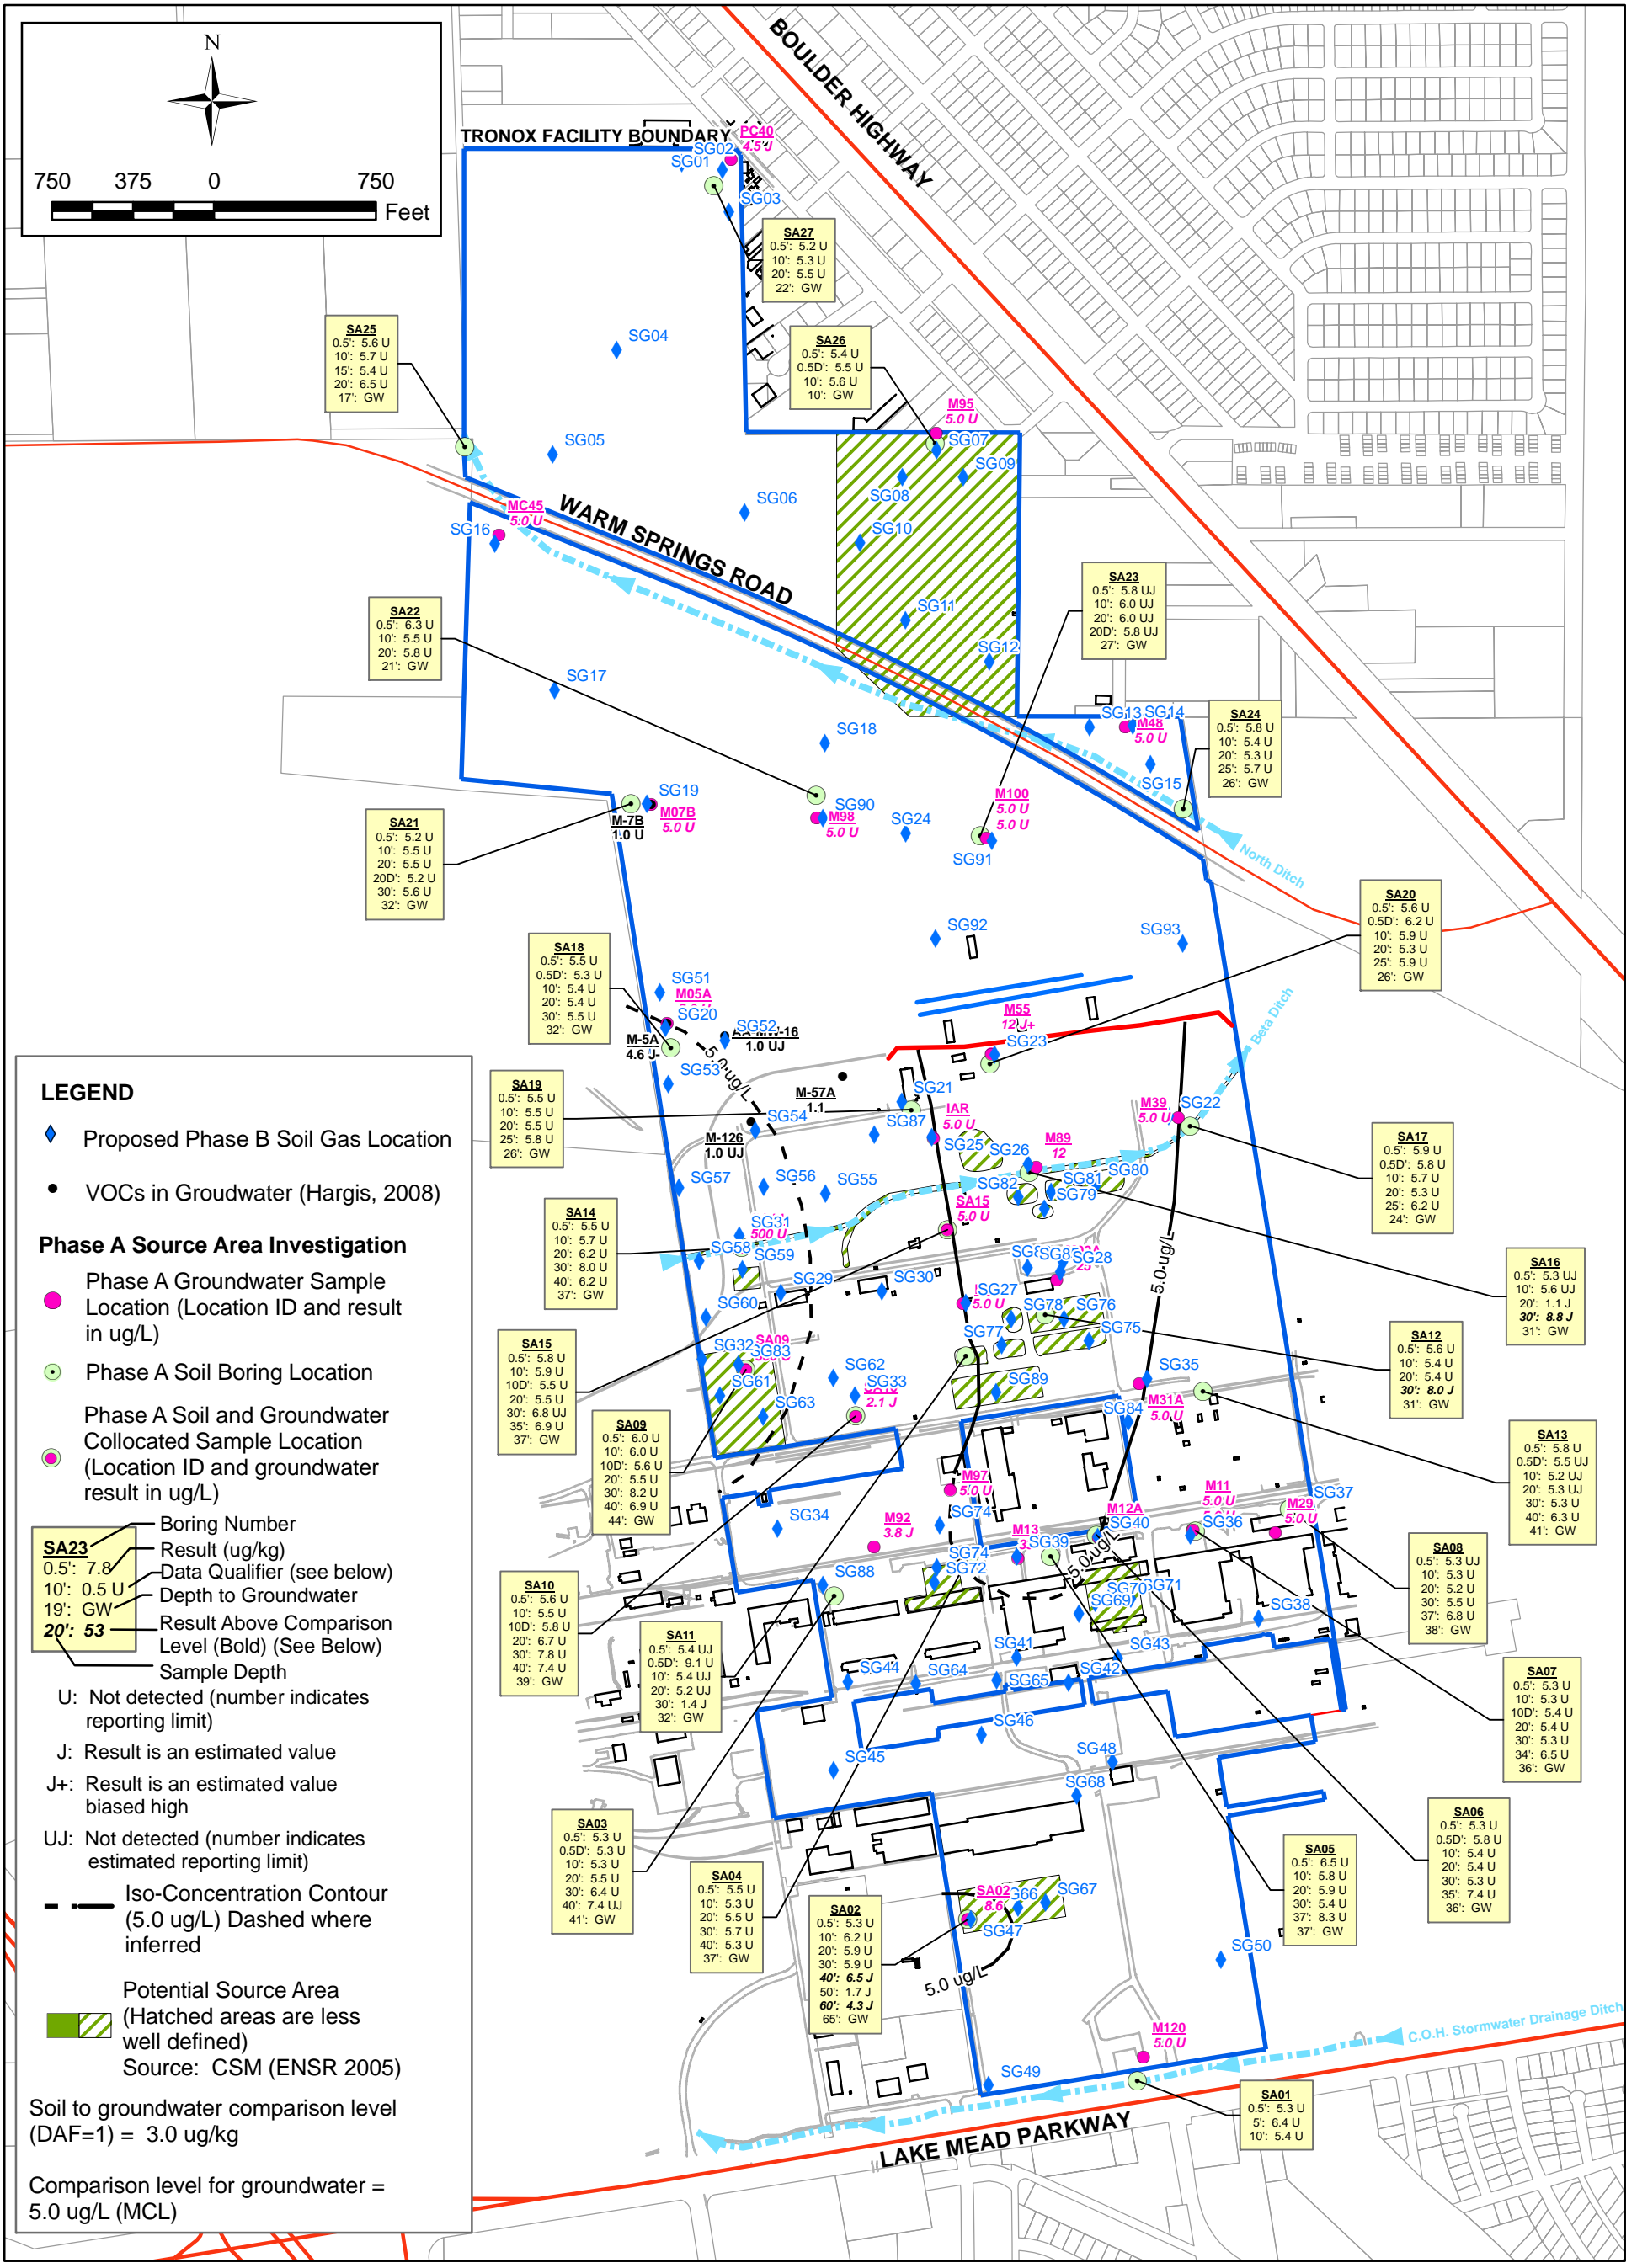 N
750 375 0 750
Feet
TRONOX FACILITY BOUNDARY
BOULDER HIGHWAY
WARM SPRINGS ROAD
LAKE MEAD PARKWAY
North Ditch
Beta Ditch
C.O.H. Stormwater Drainage Ditch
PC40
4.5 J
SG02
SG01
SG03
SA27
0.5': 5.2 U
10': 5.3 U
20': 5.5 U
22': GW
SG04
SA25
0.5': 5.6 U
10': 5.7 U
15': 5.4 U
20': 6.5 U
17': GW
SA26
0.5': 5.4 U
0.5D': 5.5 U
10': 5.6 U
10': GW
M95
5.0 U
SG07
SG05
SG09
SG08
SG06
MC45
5.0 U
SG16
SG10
SG11
SG12
SA23
0.5': 5.8 UJ
10': 6.0 UJ
20': 6.0 UJ
20D': 5.8 UJ
27': GW
SA22
0.5': 6.3 U
10': 5.5 U
20': 5.8 U
21': GW
SG17
SG18
SG13
SG14
M48
5.0 U
SG15
SA24
0.5': 5.8 U
10': 5.4 U
20': 5.3 U
25': 5.7 U
26': GW
SG19
M07B
5.0 U
M-7B
1.0 U
SG90
M98
5.0 U
SG24
M100
5.0 U
5.0 U
SG91
SA21
0.5': 5.2 U
10': 5.5 U
20': 5.5 U
20D': 5.2 U
30': 5.6 U
32': GW
SA20
0.5': 5.6 U
0.5D': 6.2 U
10': 5.9 U
20': 5.3 U
25': 5.9 U
26': GW
SG92
SG93
SA18
0.5': 5.5 U
0.5D': 5.3 U
10': 5.4 U
20': 5.4 U
30': 5.5 U
32': GW
SG51
M05A
SG20
M-5A
4.6 J-
SG52
AA-MW-16
1.0 UJ
SG53
5.0 ug/L
M55
12 J+
SG23
SA19
0.5': 5.5 U
10': 5.5 U
20': 5.5 U
25': 5.8 U
26': GW
M-57A
1.1
SG21
SG54
M-126
1.0 UJ
SG87
IAR
5.0 U
SG25
SG26
M89
12
M39
5.0 U
SG22
SA17
0.5': 5.9 U
0.5D': 5.8 U
10': 5.7 U
20': 5.3 U
25': 6.2 U
24': GW
SG57
SG56
SG55
SG82
SG81
SG80
SG79
SA15
5.0 U
SA14
0.5': 5.5 U
10': 5.7 U
20': 6.2 U
30': 8.0 U
40': 6.2 U
37': GW
SG31
500 U
SG58
SG59
SG29
SG30
SG60
SG28
SG27
5.0 U
SG78
SG76
SG77
SG75
5.0 ug/L
SA16
0.5': 5.3 UJ
10': 5.6 UJ
20': 1.1 J
30': 8.8 J
31': GW
SA15
0.5': 5.8 U
10': 5.9 U
10D': 5.5 U
20': 5.5 U
30': 6.8 UJ
35': 6.9 U
37': GW
SA12
0.5': 5.6 U
10': 5.4 U
20': 5.4 U
30': 8.0 J
31': GW
SG32
SA09
SG83
SG61
SG63
SG62
SG33
2.1 J
SG89
SG35
M31A
5.0 U
SG84
SA09
0.5': 6.0 U
10': 6.0 U
10D': 5.6 U
20': 5.5 U
30': 8.2 U
40': 6.9 U
44': GW
SA13
0.5': 5.8 U
0.5D': 5.5 UJ
10': 5.2 UJ
20': 5.3 UJ
30': 5.3 U
40': 6.3 U
41': GW
M97
5.0 U
SG74
SG34
M92
3.8 J
M13
SG39
M12A
SG40
5.0 ug/L
M11
5.0 U
SG36
M29
5.0 U
SG37
SG74
SG72
SG88
SG70
SG71
SG69
SG38
SA08
0.5': 5.3 UJ
10': 5.3 U
20': 5.2 U
30': 5.5 U
37': 6.8 U
38': GW
SA10
0.5': 5.6 U
10': 5.5 U
10D': 5.8 U
20': 6.7 U
30': 7.8 U
40': 7.4 U
39': GW
SA11
0.5': 5.4 UJ
0.5D': 9.1 U
10': 5.4 UJ
20': 5.2 UJ
30': 1.4 J
32': GW
SG41
SG43
SG44
SG64
SG65
SG42
SG46
SG45
SG48
SG68
SA07
0.5': 5.3 U
10': 5.3 U
10D': 5.4 U
20': 5.4 U
30': 5.3 U
34': 6.5 U
36': GW
SA03
0.5': 5.3 U
0.5D': 5.3 U
10': 5.3 U
20': 5.5 U
30': 6.4 U
40': 7.4 UJ
41': GW
SA04
0.5': 5.5 U
10': 5.3 U
20': 5.5 U
30': 5.7 U
40': 5.3 U
37': GW
SA02
0.5': 5.3 U
10': 6.2 U
20': 5.9 U
30': 5.9 U
40': 6.5 J
50': 1.7 J
60': 4.3 J
65': GW
SA05
0.5': 6.5 U
10': 5.8 U
20': 5.9 U
30': 5.4 U
37': 8.3 U
37': GW
SA06
0.5': 5.3 U
0.5D': 5.8 U
10': 5.4 U
20': 5.4 U
30': 5.3 U
35': 7.4 U
36': GW
SA02
8.6
SG67
SG47
5.0 ug/L
SG50
M120
5.0 U
SG49
SA01
0.5': 5.3 U
5': 6.4 U
10': 5.4 U
LEGEND
Proposed Phase B Soil Gas Location
VOCs in Groudwater (Hargis, 2008)
Phase A Source Area Investigation
Phase A Groundwater Sample
Location (Location ID and result
in ug/L)
Phase A Soil Boring Location
Phase A Soil and Groundwater
Collocated Sample Location
(Location ID and groundwater
result in ug/L)
SA23
0.5': 7.8
10': 0.5 U
19': GW
20': 53
Boring Number
Result (ug/kg)
Data Qualifier (see below)
Depth to Groundwater
Result Above Comparison
Level (Bold) (See Below)
Sample Depth
U: Not detected (number indicates
reporting limit)
J: Result is an estimated value
J+: Result is an estimated value
biased high
UJ: Not detected (number indicates
estimated reporting limit)
Iso-Concentration Contour
(5.0 ug/L) Dashed where
inferred
Potential Source Area
(Hatched areas are less
well defined)
Source: CSM (ENSR 2005)
Soil to groundwater comparison level
(DAF=1) = 3.0 ug/kg
Comparison level for groundwater =
5.0 ug/L (MCL)